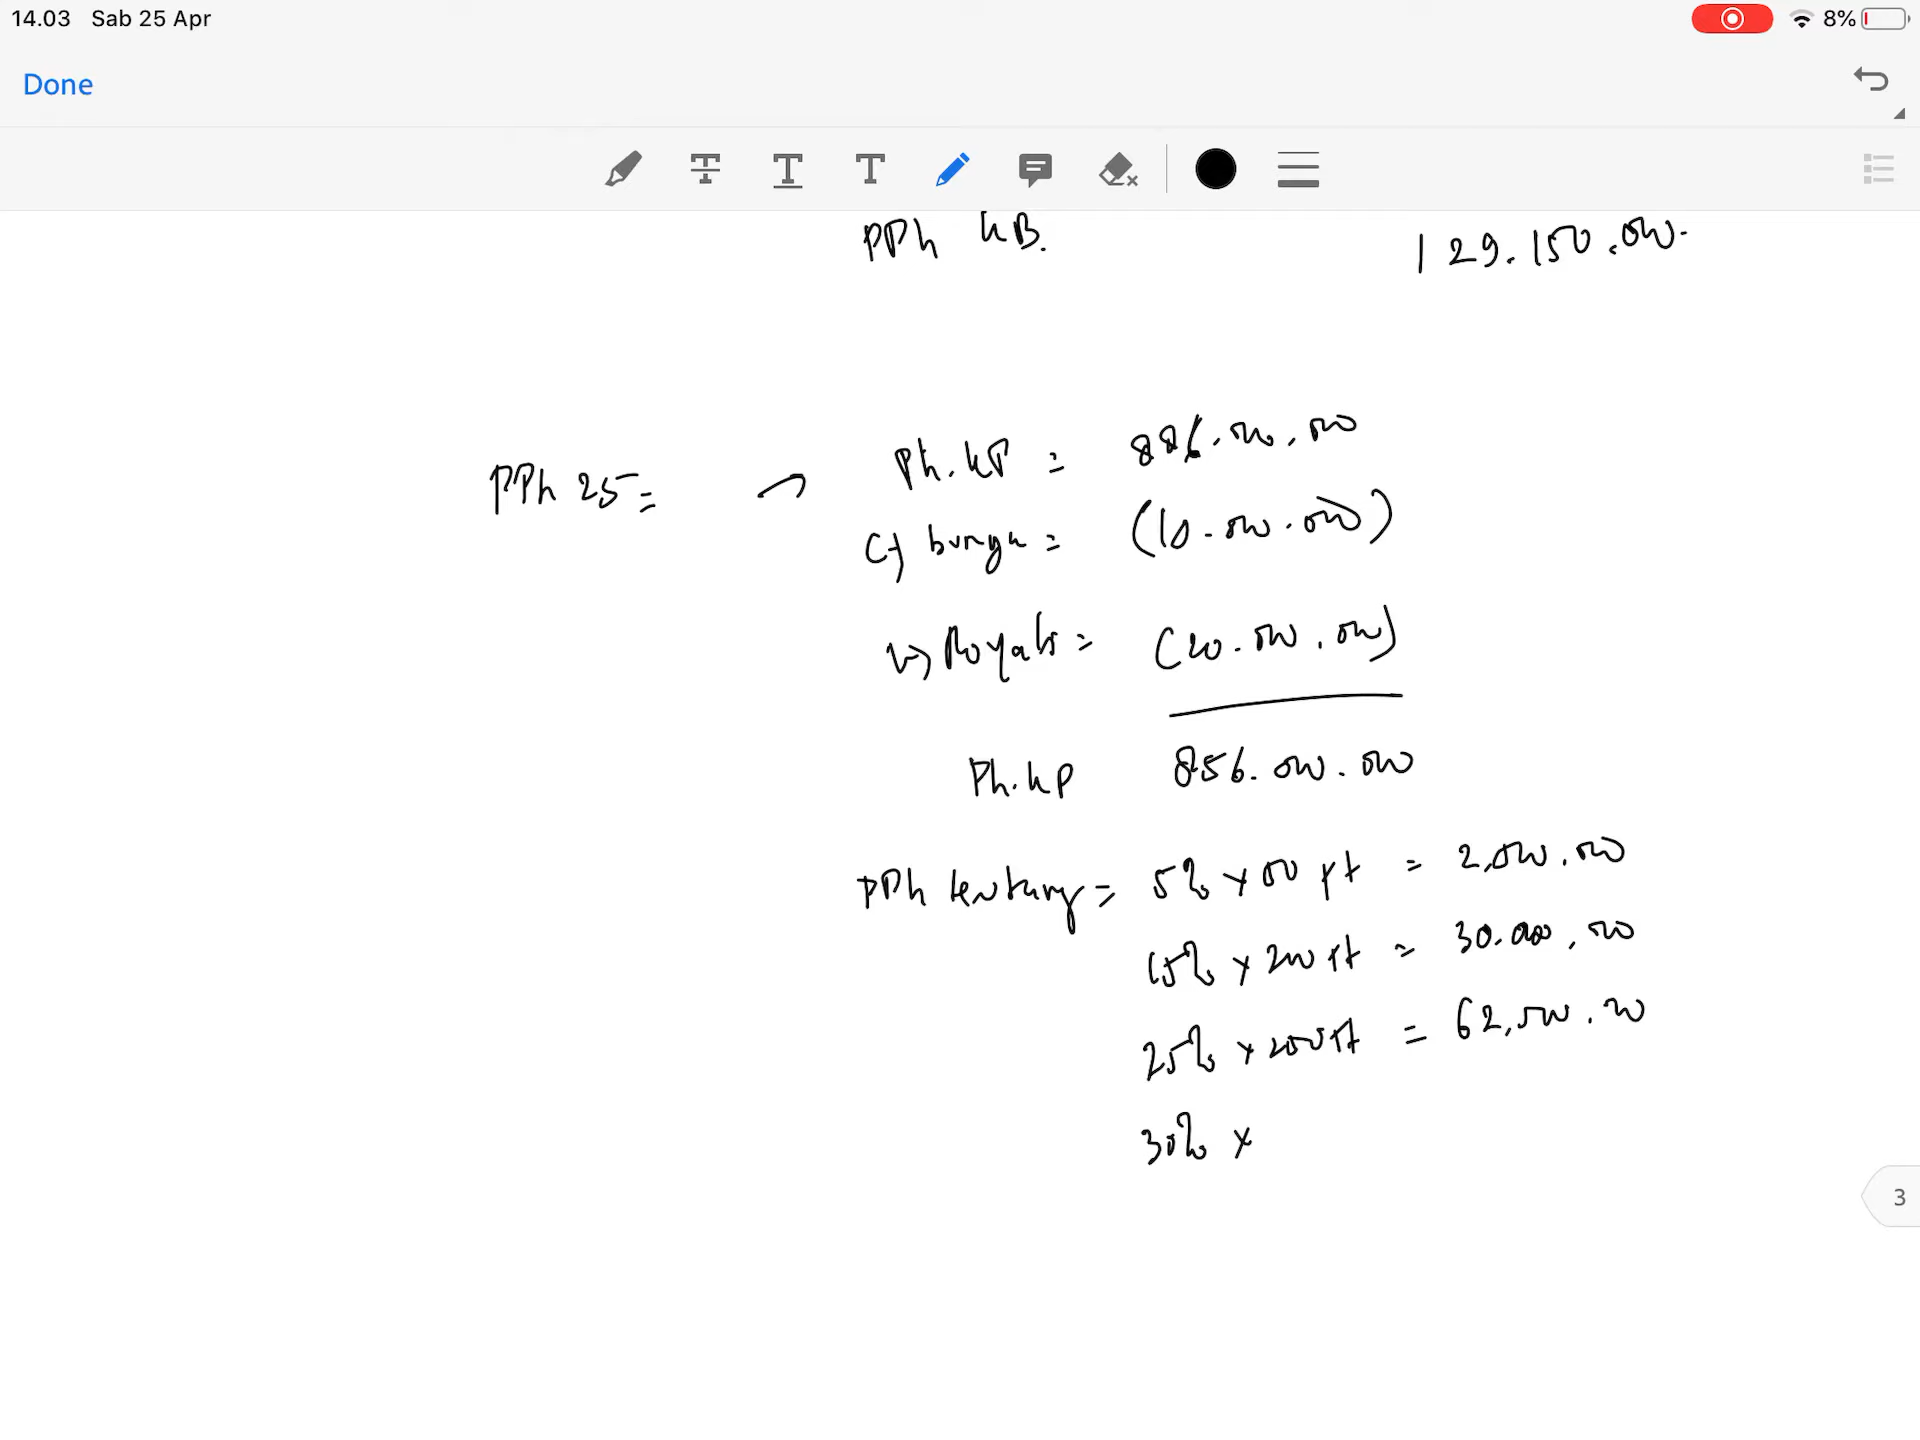 14.03 Sab 25 Apr 8%
Done
PPh KB. 129.150.000.
PPh 25 = Ph.KP = 886.000.000
(-) bunga = (10.000.000)
Royalti = (20.000.000)
Ph.KP 856.000.000
PPh terutang = 5% x 50 jt = 2.500.000
15% x 200 jt = 30.000.000
25% x 250 jt = 62.500.000
30% x
3